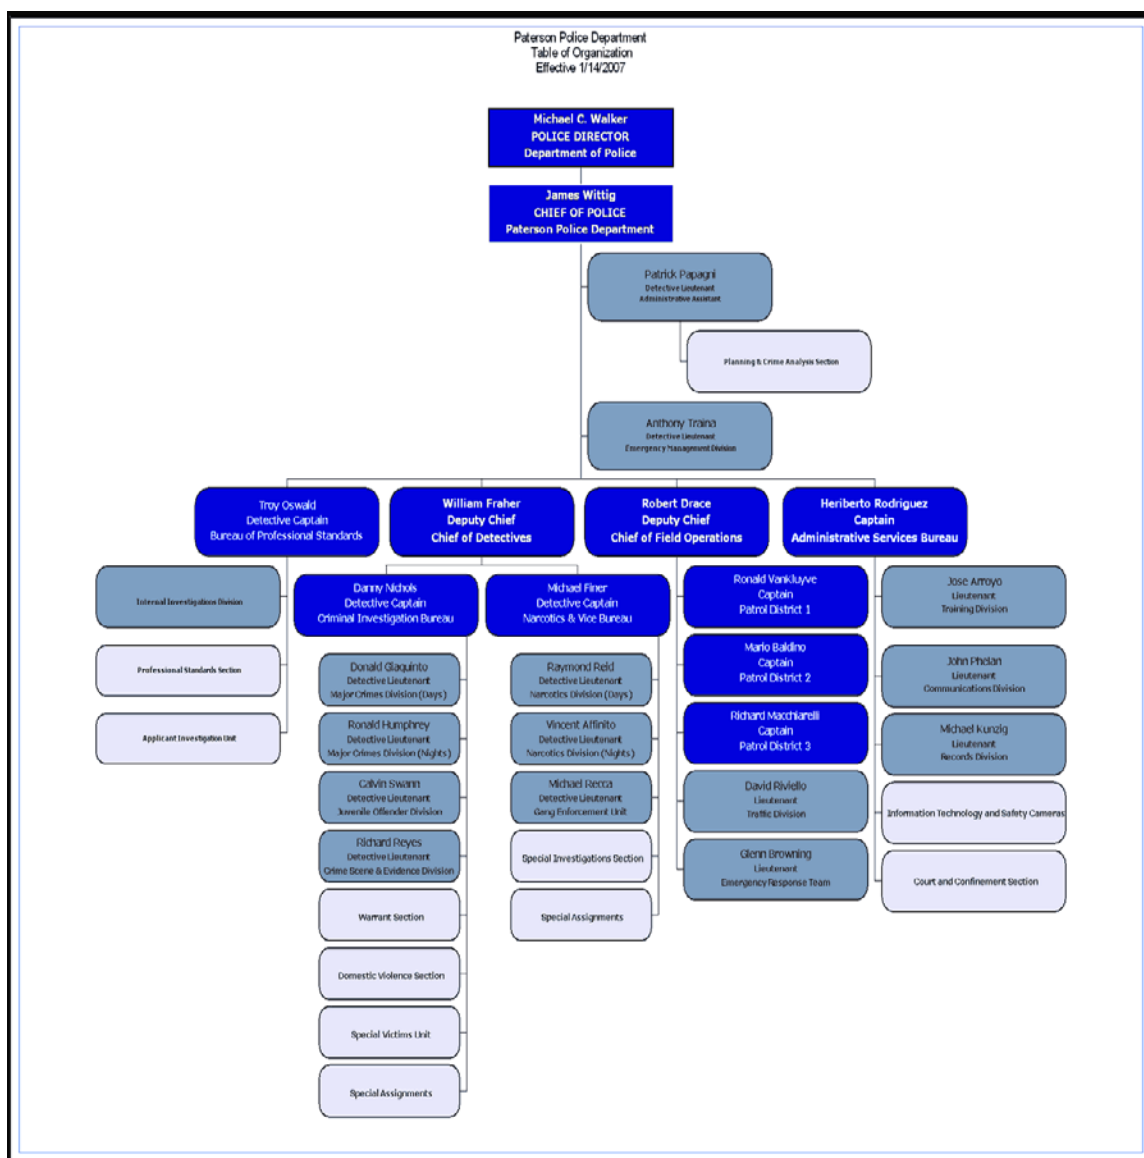 Paterson Police Department
Table of Organization
Effective 1/14/2007
Michael C. Walker
POLICE DIRECTOR
Department of Police
James Wittig
CHIEF OF POLICE
Paterson Police Department
Patrick Papagni
Detective Lieutenant
Administrative Assistant
Planning & Crime Analysis Section
Anthony Traina
Detective Lieutenant
Emergency Management Division
Troy Oswald
Detective Captain
Bureau of Professional Standards
William Fraher
Deputy Chief
Chief of Detectives
Robert Drace
Deputy Chief
Chief of Field Operations
Heriberto Rodriguez
Captain
Administrative Services Bureau
Internal Investigations Division
Professional Standards Section
Applicant Investigation Unit
Danny Nichols
Detective Captain
Criminal Investigation Bureau
Donald Giaquinto
Detective Lieutenant
Major Crimes Division (Days)
Ronald Humphrey
Detective Lieutenant
Major Crimes Division (Nights)
Calvin Swann
Detective Lieutenant
Juvenile Offender Division
Richard Reyes
Detective Lieutenant
Crime Scene & Evidence Division
Warrant Section
Domestic Violence Section
Special Victims Unit
Special Assignments
Michael Finer
Detective Captain
Narcotics & Vice Bureau
Raymond Reid
Detective Lieutenant
Narcotics Division (Days)
Vincent Affinito
Detective Lieutenant
Narcotics Division (Nights)
Michael Recca
Detective Lieutenant
Gang Enforcement Unit
Special Investigations Section
Special Assignments
Ronald Vankluyve
Captain
Patrol District 1
Mario Baldino
Captain
Patrol District 2
Richard Macchiarelli
Captain
Patrol District 3
David Riviello
Lieutenant
Traffic Division
Glenn Browning
Lieutenant
Emergency Response Team
Jose Arroyo
Lieutenant
Training Division
John Phelan
Lieutenant
Communications Division
Michael Kunzig
Lieutenant
Records Division
Information Technology and Safety Cameras
Court and Confinement Section